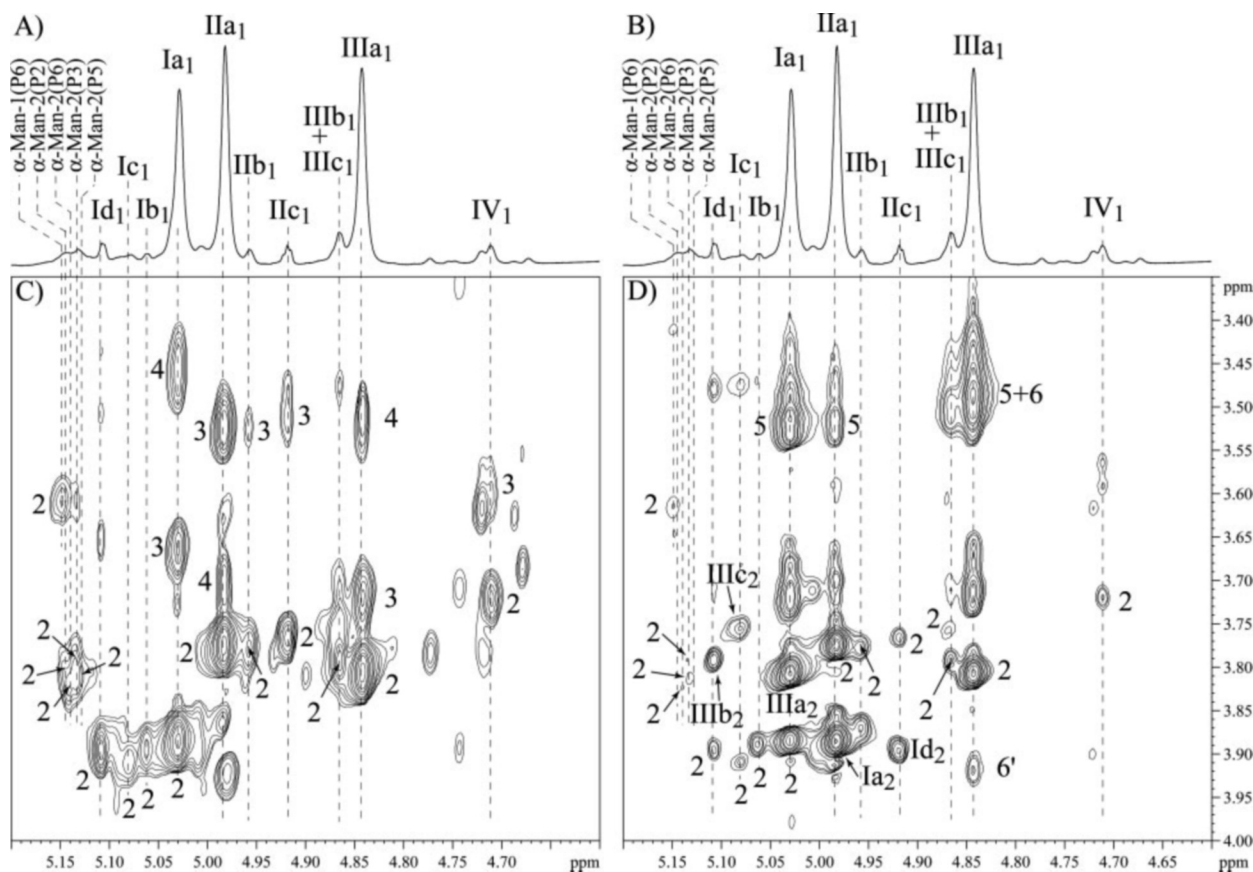 A)
α-Man-1(P6)
α-Man-2(P2)
α-Man-2(P6)
α-Man-2(P3)
α-Man-2(P5)
Id1
Ic1
Ib1
Ia1
IIa1
IIb1
IIc1
IIIb1
+
IIIc1
IIIa1
IV1
B)
α-Man-1(P6)
α-Man-2(P2)
α-Man-2(P6)
α-Man-2(P3)
α-Man-2(P5)
Id1
Ic1
Ib1
Ia1
IIa1
IIb1
IIc1
IIIb1
+
IIIc1
IIIa1
IV1
C)
4
3
3
3
4
2
3
3
4
3
2
2
2
2
2
2
2
2
2
2
2
2
2
2
5.15 5.10 5.05 5.00 4.95 4.90 4.85 4.80 4.75 4.70 ppm
D)
5
5
5+6
2
IIIc2
2
2
2
2
2
2
2
2
2
2
IIIb2
IIIa2
2
2
2
2
Ia2
Id2
6'
ppm
3.40
3.45
3.50
3.55
3.60
3.65
3.70
3.75
3.80
3.85
3.90
3.95
4.00
5.15 5.10 5.05 5.00 4.95 4.90 4.85 4.80 4.75 4.70 4.65 ppm